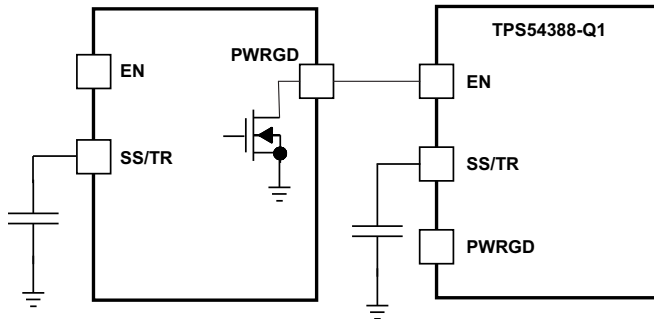 PWRGD
EN
SS/TR
TPS54388-Q1
EN
SS/TR
PWRGD